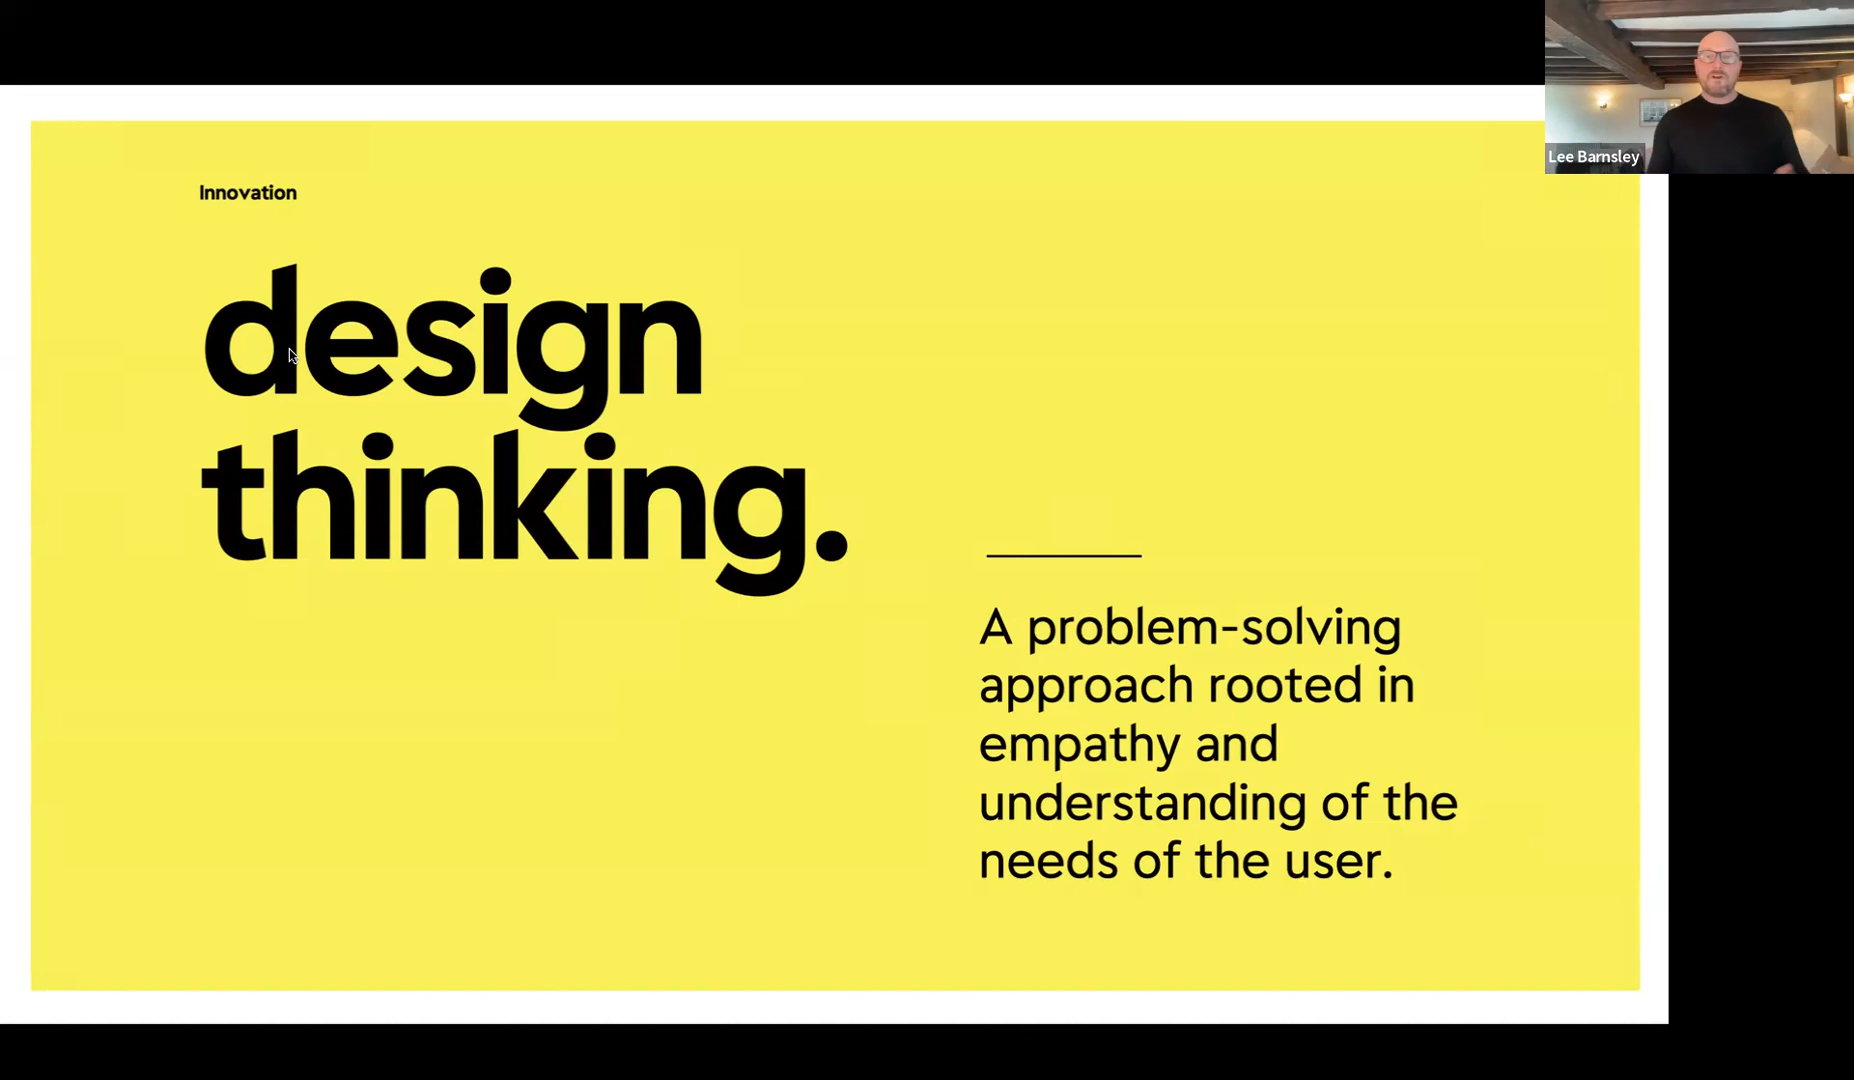 Innovation
design
thinking.
A problem-solving
approach rooted in
empathy and
understanding of the
needs of the user.
Lee Barnsley